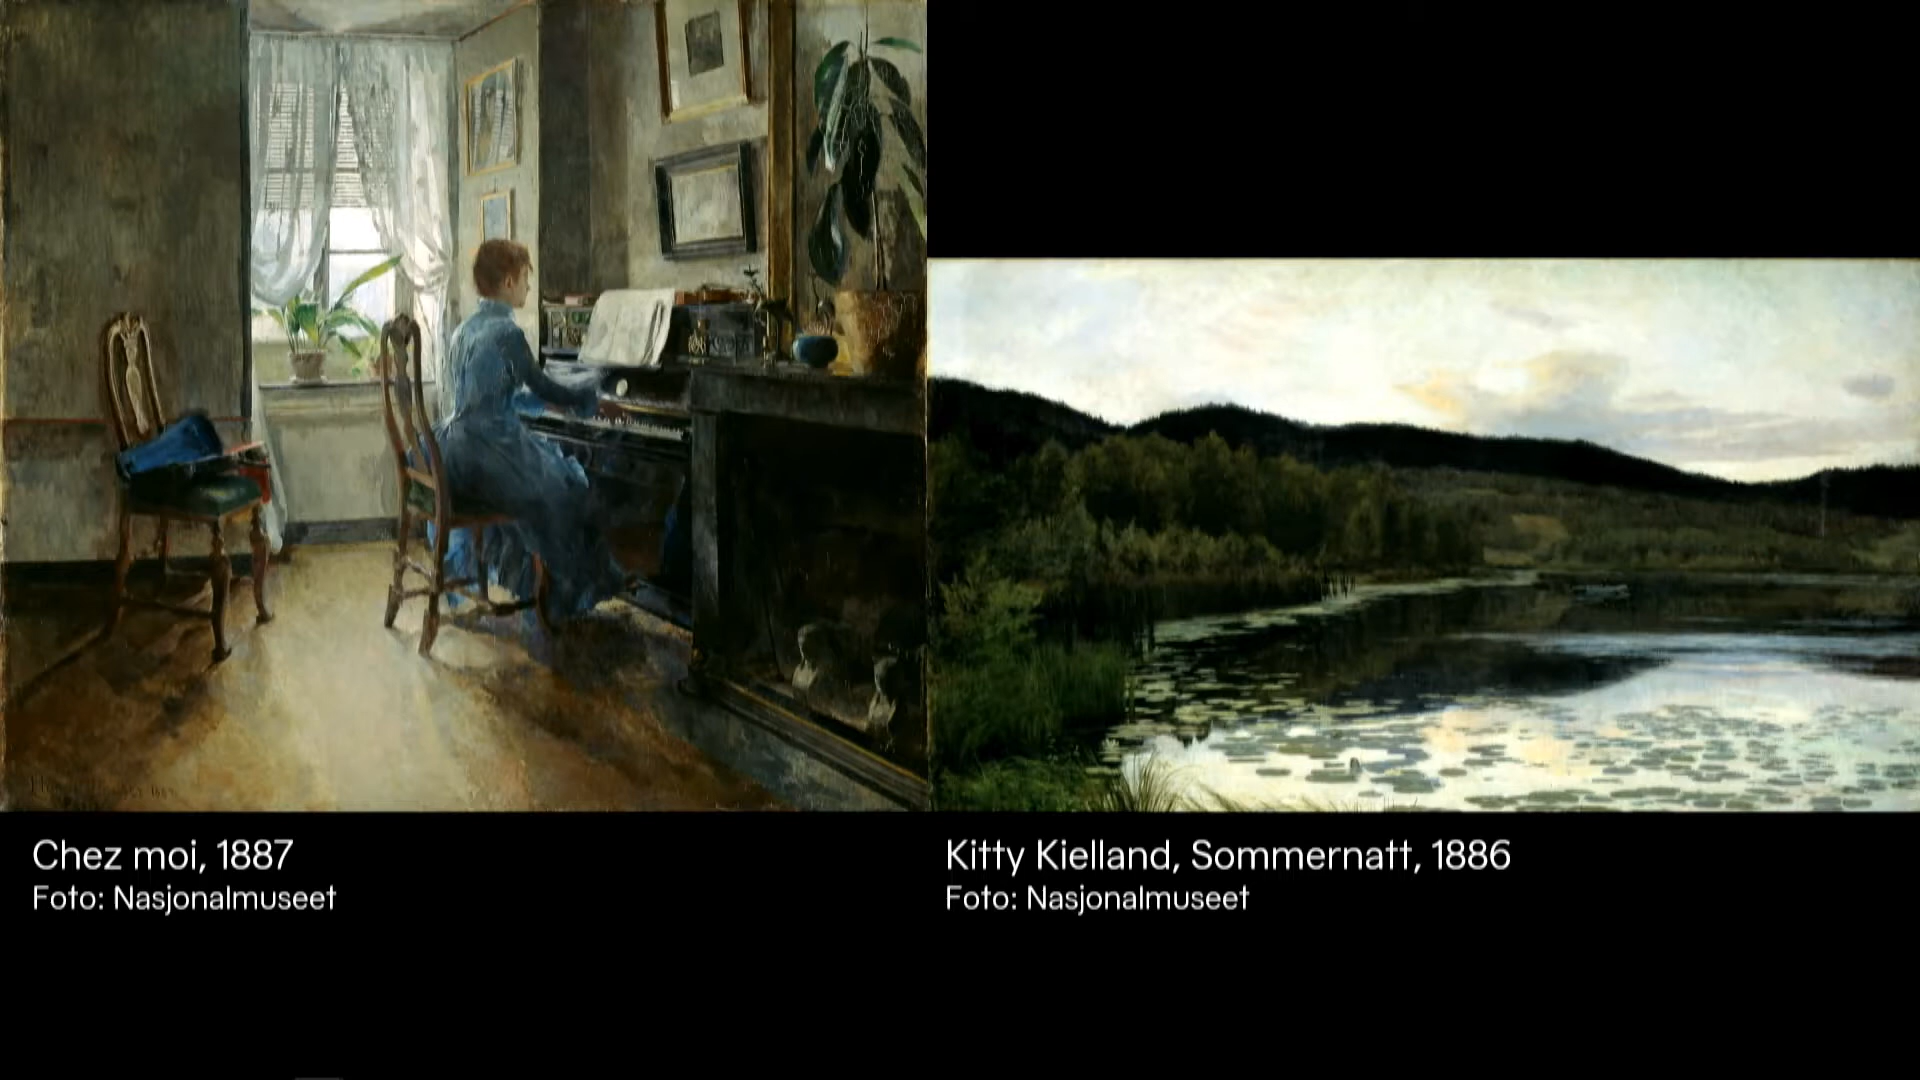 Chez moi, 1887
Foto: Nasjonalmuseet
Kitty Kielland, Sommernatt, 1886
Foto: Nasjonalmuseet